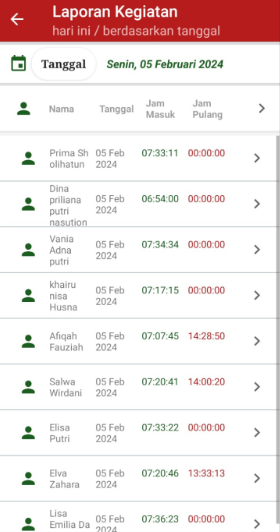 Laporan Kegiatan
hari ini / berdasarkan tanggal
Tanggal Senin, 05 Februari 2024
Nama Tanggal Jam Masuk Jam Pulang
Prima Sh olihatun 05 Feb 2024 07:33:11 00:00:00
Dina priliana putri nasution 05 Feb 2024 06:54:00 00:00:00
Vania Adna putri 05 Feb 2024 07:34:34 00:00:00
khairu nisa Husna 05 Feb 2024 07:17:15 00:00:00
Afiqah Fauziah 05 Feb 2024 07:07:45 14:28:50
Salwa Wirdani 05 Feb 2024 07:20:41 14:00:20
Elisa Putri 05 Feb 2024 07:33:22 00:00:00
Elva Zahara 05 Feb 2024 07:20:46 13:33:13
Lisa Emilia Da 05 Feb 2024 07:36:23 00:00:00